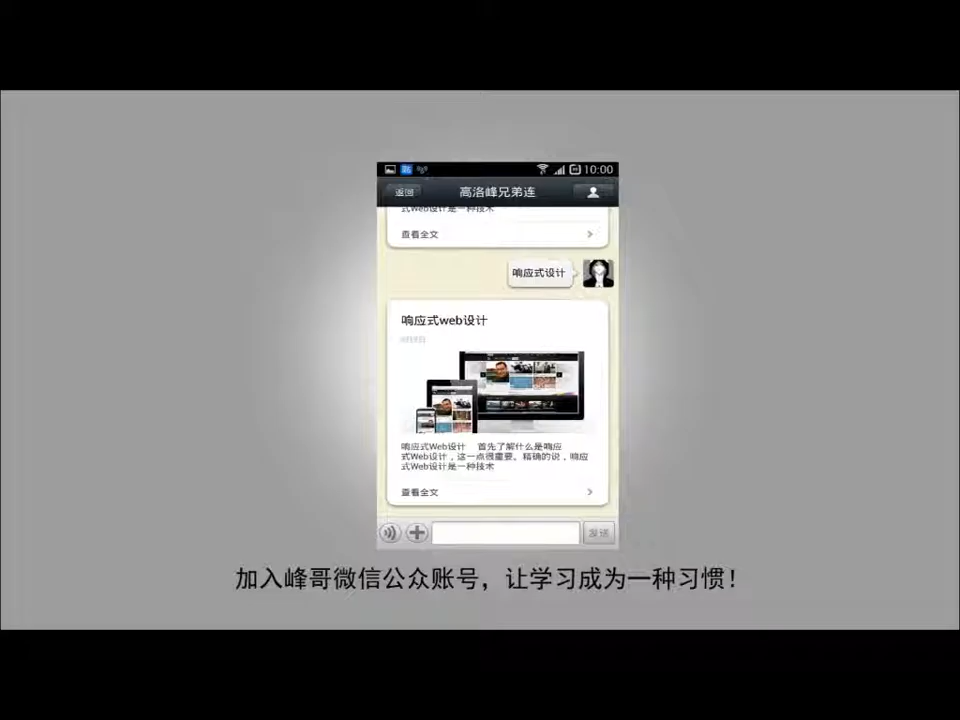 10:00
返回
高洛峰兄弟连
式Web设计是一种技术
查看全文
响应式设计
响应式web设计
响应式Web设计 首先了解什么是响应
式Web设计，这一点很重要。精确的说，响应
式Web设计是一种技术
查看全文
发送
加入峰哥微信公众账号，让学习成为一种习惯！